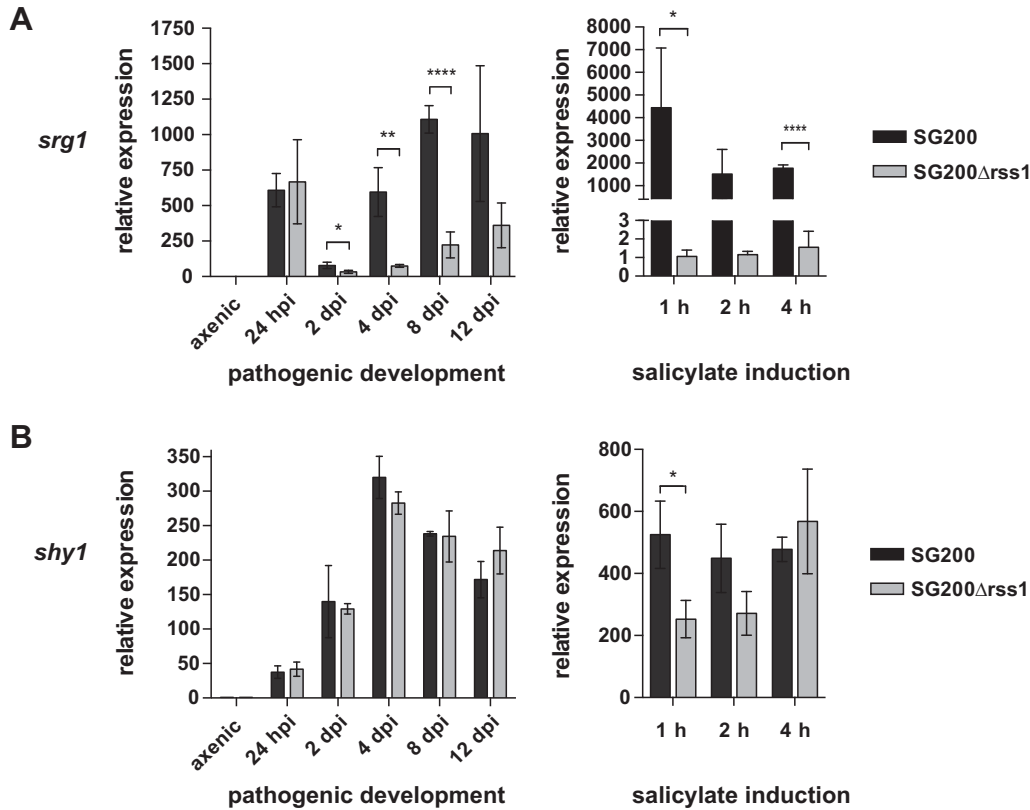 A
srg1
relative expression
1750
1500
1250
1000
750
500
250
0
*
**
****
axenic
24 hpi
2 dpi
4 dpi
8 dpi
12 dpi
pathogenic development
relative expression
8000
7000
6000
5000
4000
3000
2000
1000
3
2
1
0
*
****
1 h
2 h
4 h
salicylate induction
SG200
SG200Δrss1
B
shy1
relative expression
350
300
250
200
150
100
50
0
axenic
24 hpi
2 dpi
4 dpi
8 dpi
12 dpi
pathogenic development
relative expression
800
600
400
200
0
*
1 h
2 h
4 h
salicylate induction
SG200
SG200Δrss1